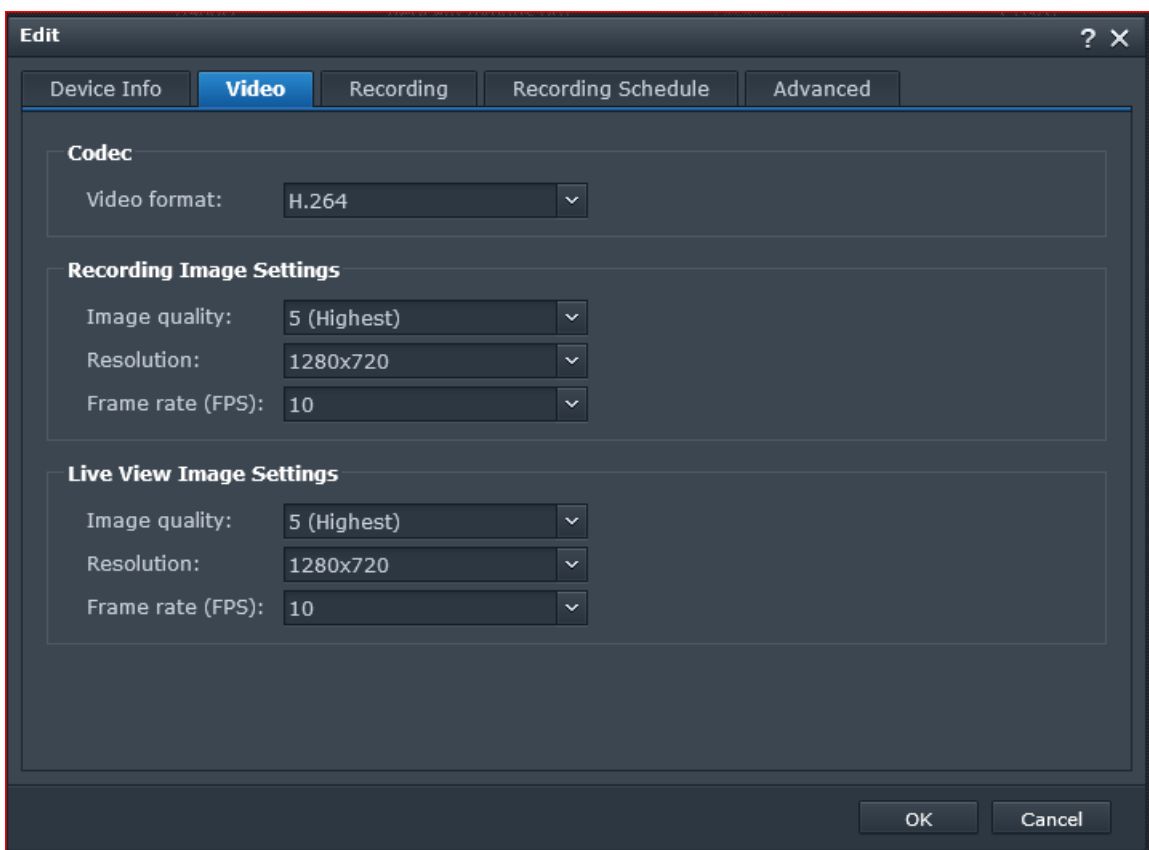 Edit
? ×
Device Info Video Recording Recording Schedule Advanced
Codec
Video format: H.264
Recording Image Settings
Image quality: 5 (Highest)
Resolution: 1280x720
Frame rate (FPS): 10
Live View Image Settings
Image quality: 5 (Highest)
Resolution: 1280x720
Frame rate (FPS): 10
OK Cancel